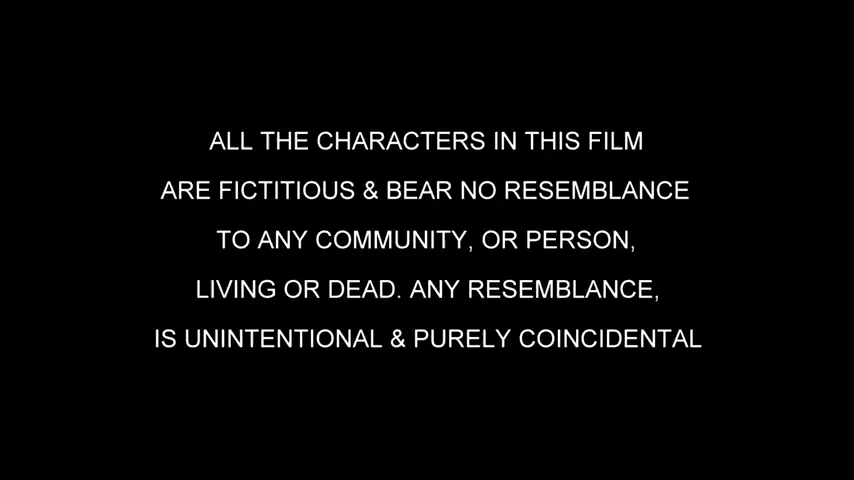 ALL THE CHARACTERS IN THIS FILM
ARE FICTITIOUS & BEAR NO RESEMBLANCE
TO ANY COMMUNITY, OR PERSON,
LIVING OR DEAD. ANY RESEMBLANCE,
IS UNINTENTIONAL & PURELY COINCIDENTAL